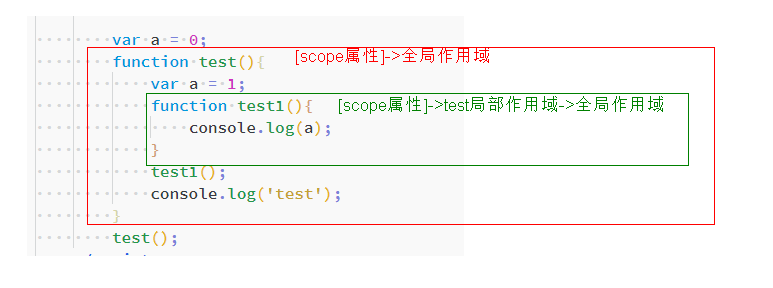 var a = 0;
function test(){ [scope属性]->全局作用域
var a = 1;
function test1(){ [scope属性]->test局部作用域->全局作用域
console.log(a);
}
test1();
console.log('test');
}
test();